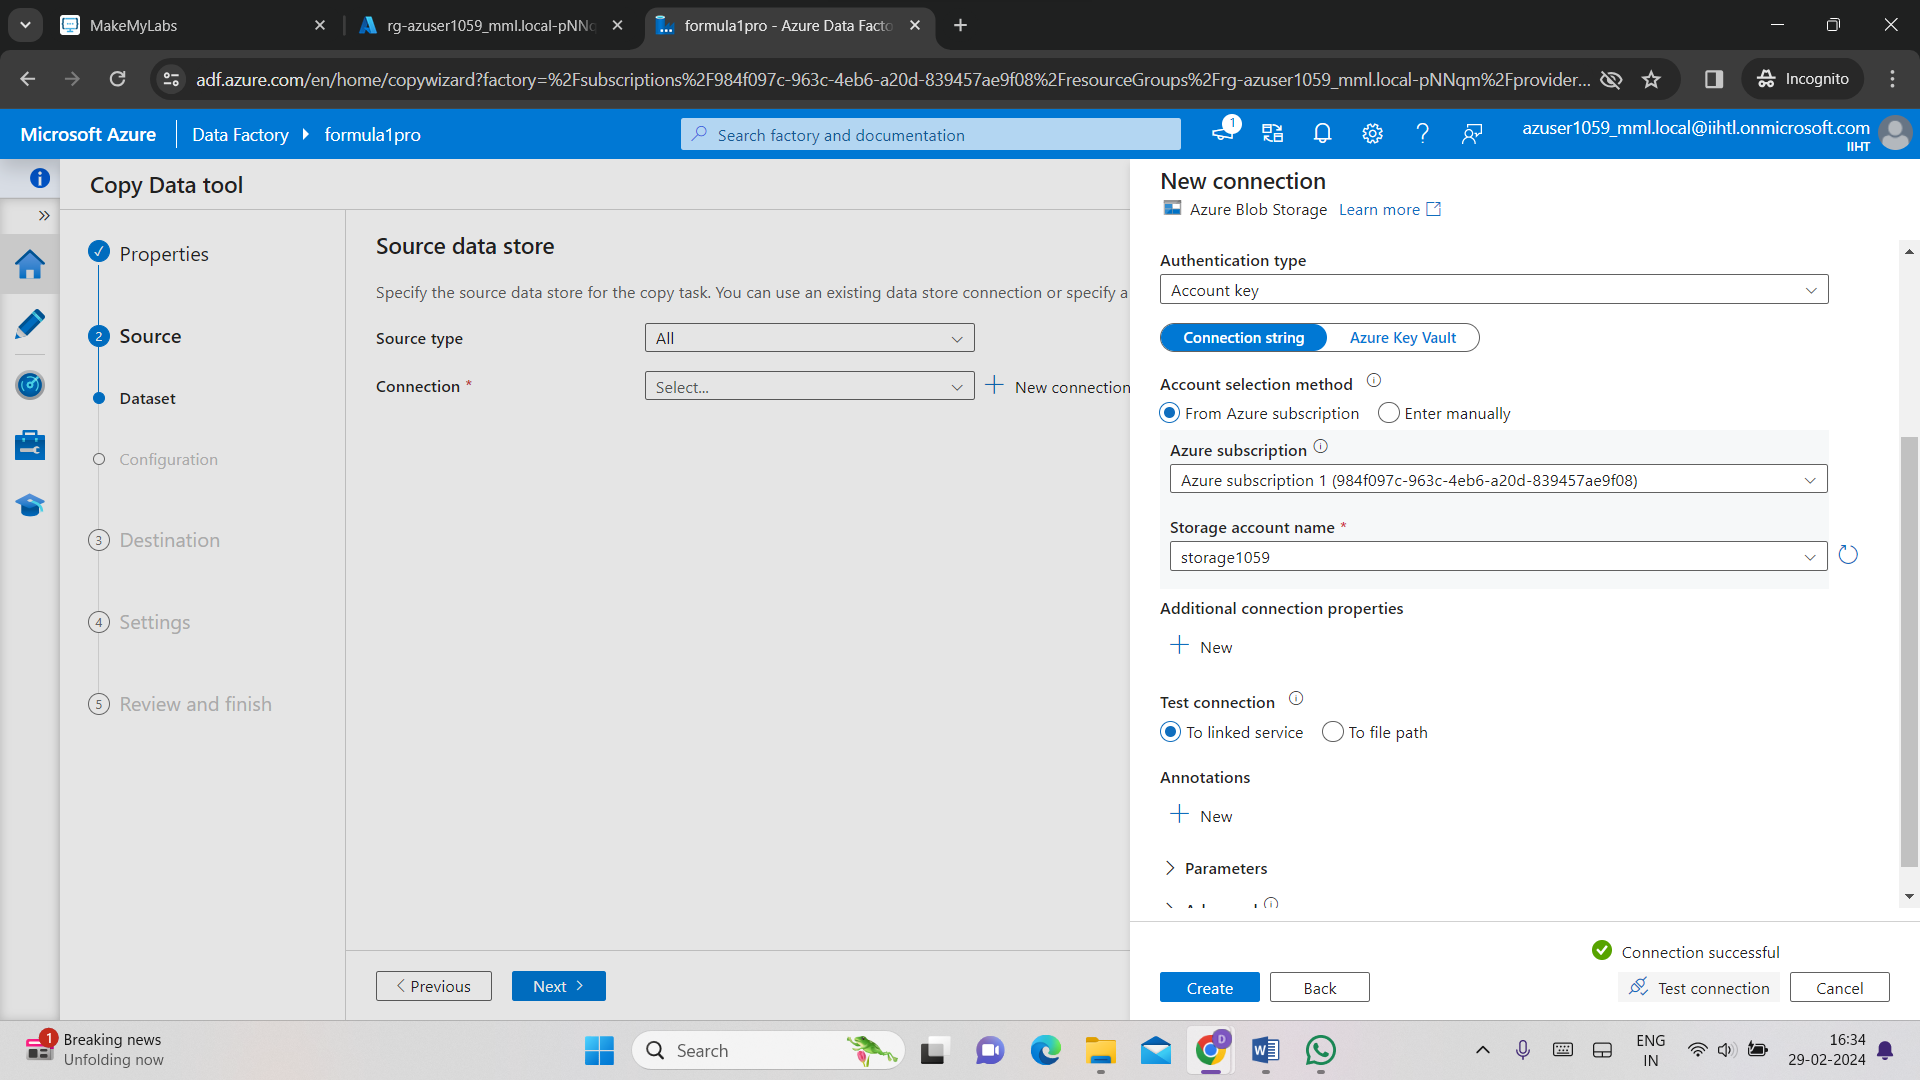 MakeMyLabs
rg-azuser1059_mml.local-pNNq
formula1pro - Azure Data Facto
adf.azure.com/en/home/copywizard?factory=%2Fsubscriptions%2F984f097c-963c-4eb6-a20d-839457ae9f08%2FresourceGroups%2Frg-azuser1059_mml.local-pNNqm%2Fprovider...
Incognito
Microsoft Azure
Data Factory
formula1pro
Search factory and documentation
1
azuser1059_mml.local@iihtl.onmicrosoft.com
IIHT
Copy Data tool
Properties
2 Source
Dataset
Configuration
3 Destination
4 Settings
5 Review and finish
Source data store
Specify the source data store for the copy task. You can use an existing data store connection or specify a
Source type
All
Connection *
Select...
New connection
Previous
Next
New connection
Azure Blob Storage Learn more
Authentication type
Account key
Connection string
Azure Key Vault
Account selection method
From Azure subscription
Enter manually
Azure subscription
Azure subscription 1 (984f097c-963c-4eb6-a20d-839457ae9f08)
Storage account name *
storage1059
Additional connection properties
New
Test connection
To linked service
To file path
Annotations
New
Parameters
Connection successful
Create
Back
Test connection
Cancel
1
Breaking news
Unfolding now
Search
D
ENG
IN
16:34
29-02-2024